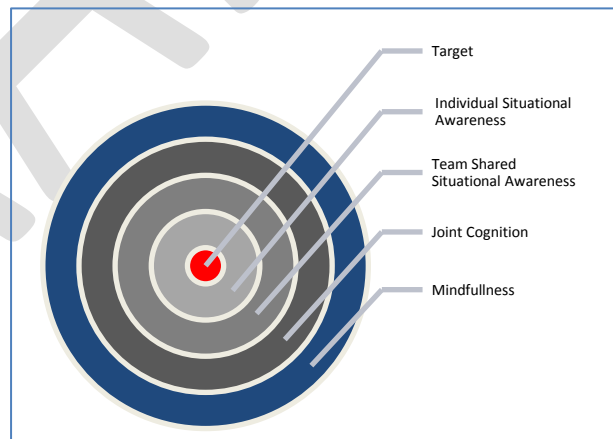 Target
Individual Situational
Awareness
Team Shared
Situational Awareness
Joint Cognition
Mindfullness